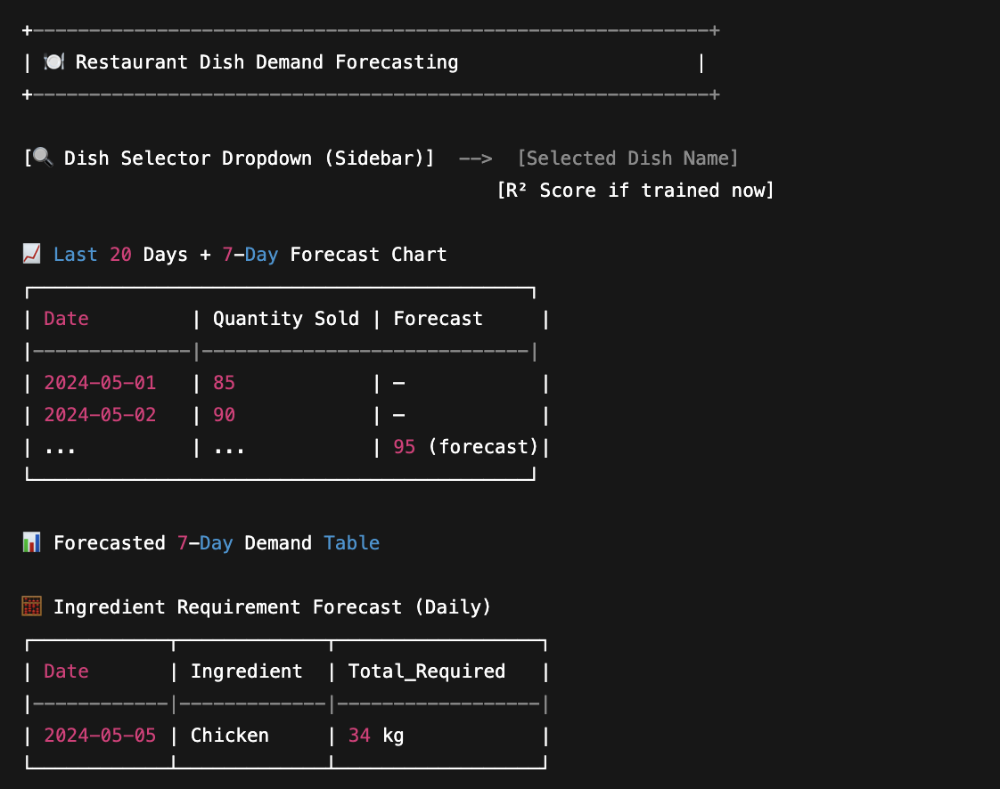 +------------------------------------------------------------+
| 🍽️ Restaurant Dish Demand Forecasting                     |
+------------------------------------------------------------+
[🔍 Dish Selector Dropdown (Sidebar)]  -->  [Selected Dish Name]
[R² Score if trained now]
📈 Last 20 Days + 7-Day Forecast Chart
┌─────────────────────────────────────────────┐
| Date         | Quantity Sold | Forecast     |
|--------------|-----------------------------|
| 2024-05-01   | 85            | –            |
| 2024-05-02   | 90            | –            |
| ...          | ...           | 95 (forecast)|
└─────────────────────────────────────────────┘
📊 Forecasted 7-Day Demand Table
🧮 Ingredient Requirement Forecast (Daily)
┌────────────┬─────────────┬──────────────────┐
| Date       | Ingredient  | Total_Required   |
|------------|-------------|------------------|
| 2024-05-05 | Chicken     | 34 kg            |
└────────────┴─────────────┴──────────────────┘